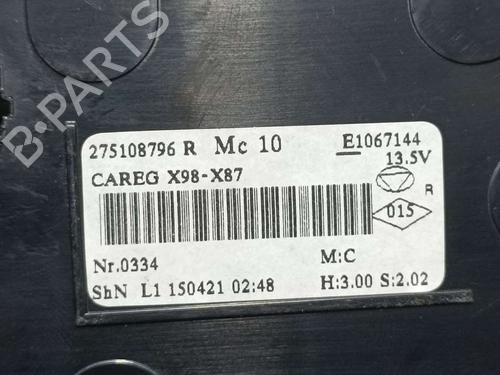 275108796 R Mc 10 E1067144
13.5V
CAREG X98-X87
R
015
Nr.0334 M:C
ShN L1 150421 02:48 H:3.00 S:2.02
B-PARTS